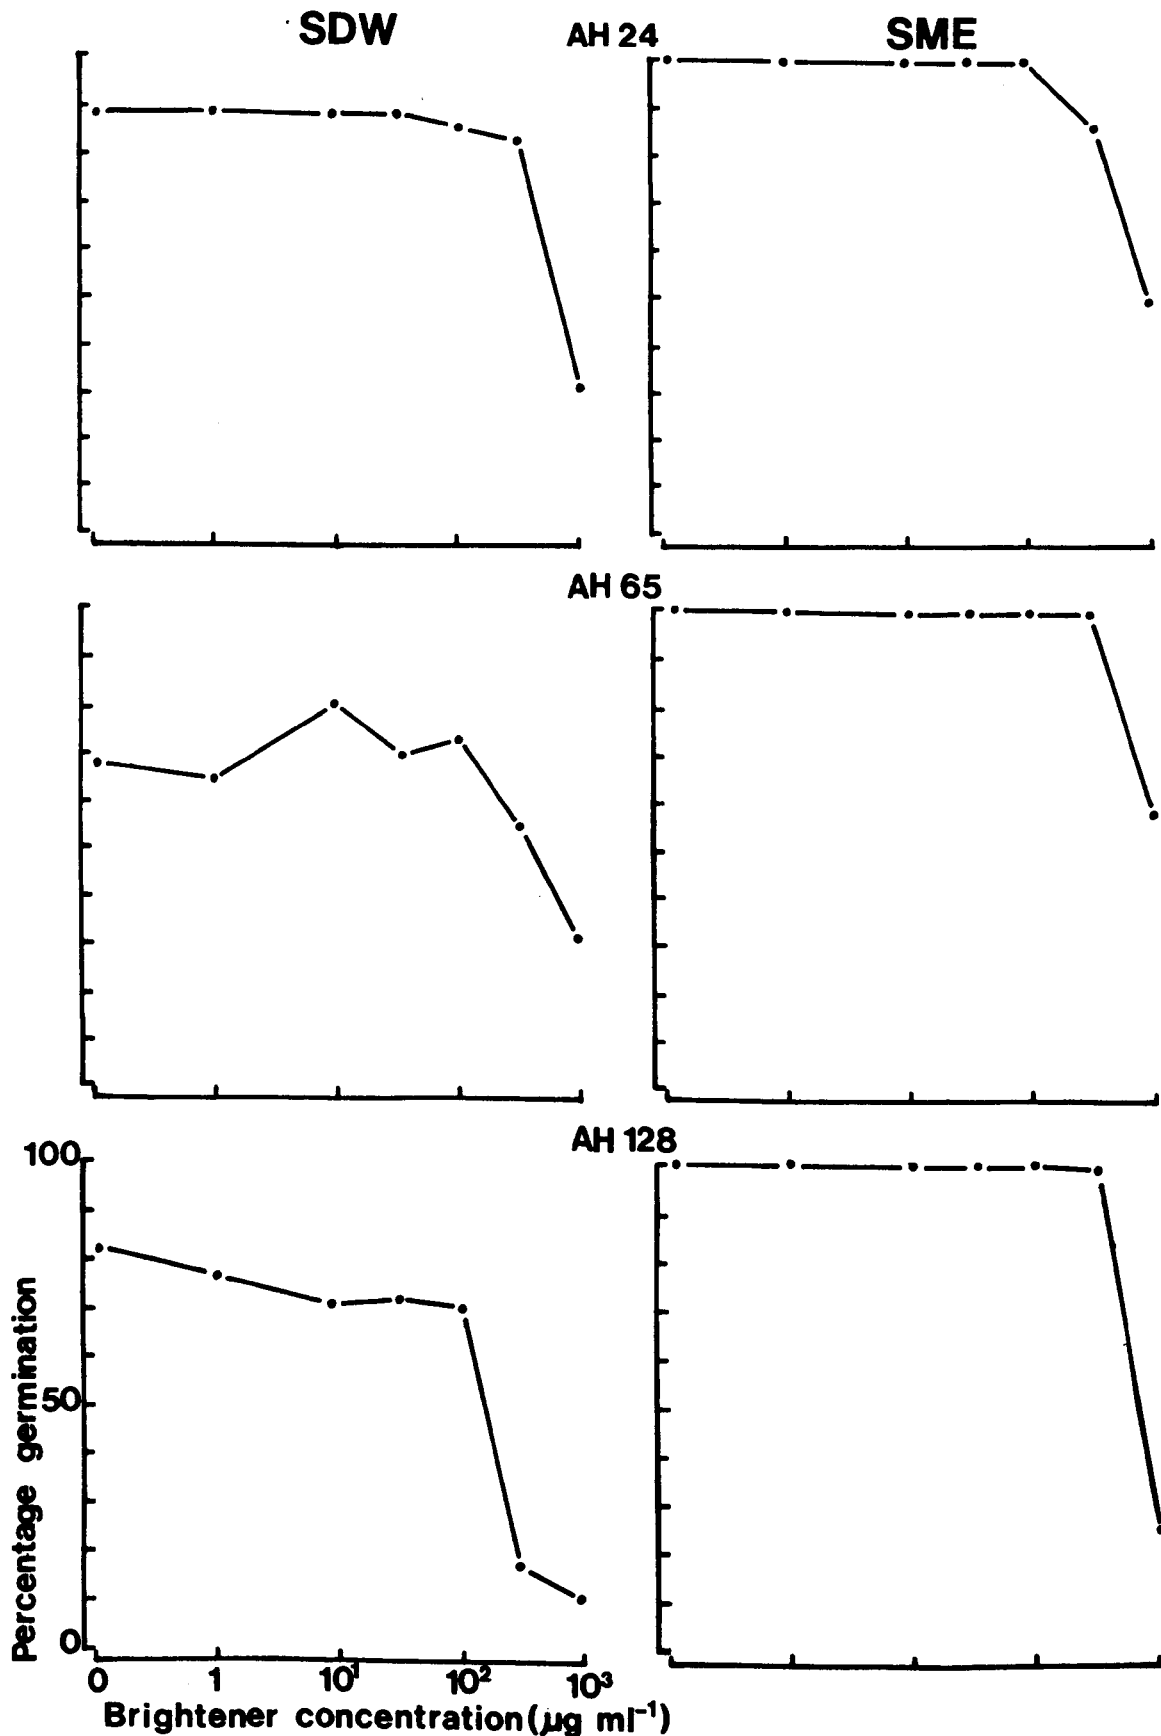 SDW
AH 24
SME
AH 65
AH 128
100
50
0
Percentage germination
0 1 10¹ 10² 10³
Brightener concentration (µg ml⁻¹)